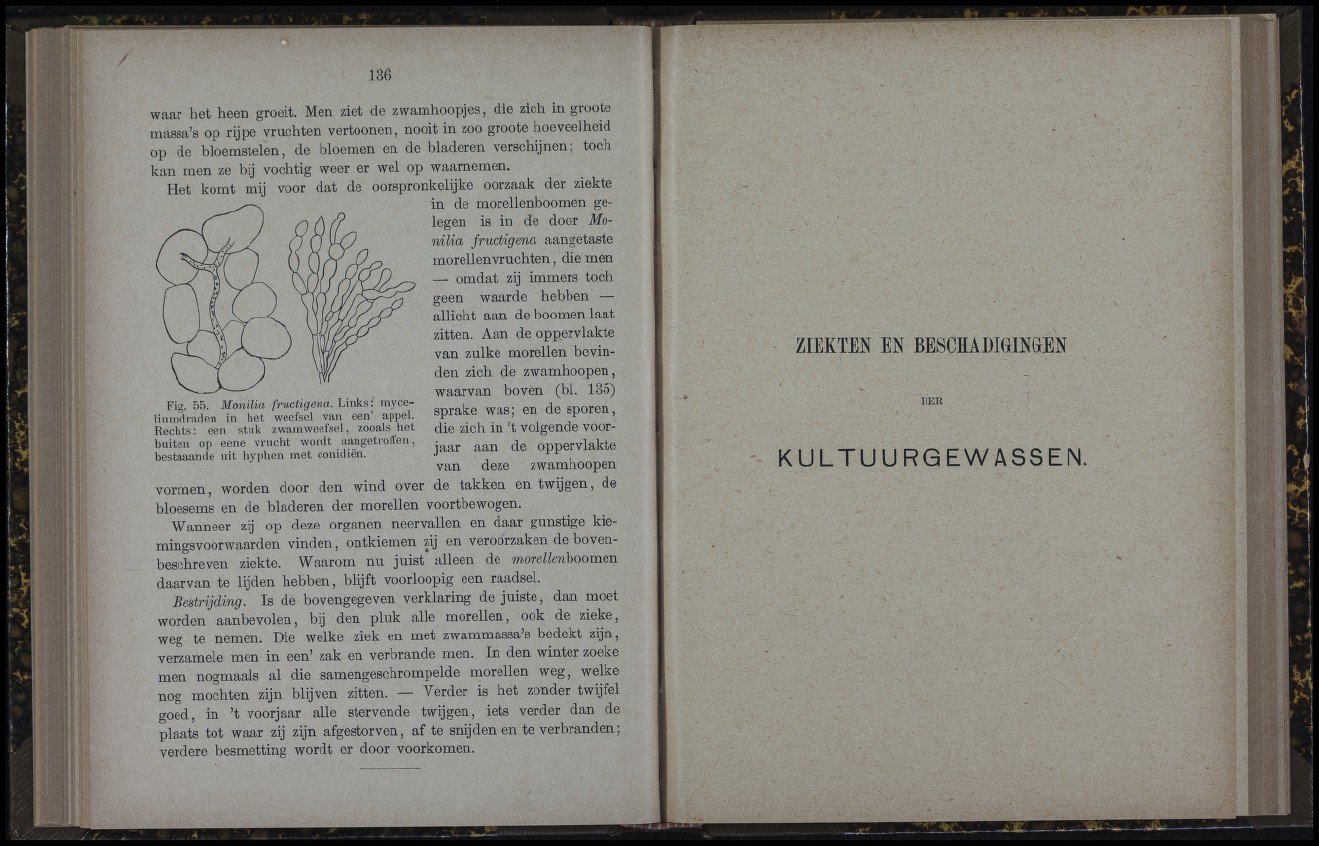 136
waar het heen groeit. Men ziet de zwamhoopjes, die zich in groote
massa's op rijpe vruchten vertoonen, nooit in zoo groote hoeveelheid
op de bloemstelen, de bloemen en de bladeren verschijnen; toch
kan men ze bij vochtig weer er wel op waarnemen.
Het komt mij voor dat de oorspronkelijke oorzaak der ziekte
in de morellenboomen ge-
legen is in de door Mo-
nilia fructigena aangetaste
morellenvruchten, die men
— omdat zij immers toch
geen waarde hebben —
allicht aan de boomen laat
zitten. Aan de oppervlakte
van zulke morellen bevin-
den zich de zwamhoopen,
waarvan boven (bl. 135)
sprake was; en de sporen,
die zich in 't volgende voor-
jaar aan de oppervlakte
van deze zwamhoopen
Fig. 55. Monilia fructigena. Links: myce-
liumdraden in het weefsel van een' appel.
Rechts: een stuk zwamweefsel, zooals het
buiten op eene vrucht wordt aangetroffen,
bestaaande uit hyphen met conidiën.
vormen, worden door den wind over de takken en twijgen, de
bloesems en de bladeren der morellen voortbewogen.
Wanneer zij op deze organen neervallen en daar gunstige kie-
mingsvoorwaarden vinden, ontkiemen zij en veroorzaken de boven-
beschreven ziekte. Waarom nu juist alleen de morellenboomen
daarvan te lijden hebben, blijft voorloopig een raadsel.
Bestrijding. Is de bovengegeven verklaring de juiste, dan moet
worden aanbevolen, bij den pluk alle morellen, ook de zieke,
weg te nemen. Die welke ziek en met zwammassa's bedekt zijn,
verzamele men in een' zak en verbrande men. In den winter zoeke
men nogmaals al die samengeschrompelde morellen weg, welke
nog mochten zijn blijven zitten. — Verder is het zonder twijfel
goed, in 't voorjaar alle stervende twijgen, iets verder dan de
plaats tot waar zij zijn afgestorven, af te snijden en te verbranden;
verdere besmetting wordt er door voorkomen.
ZIEKTEN EN BESCHADIGINGEN
DER
KULTUURGEWASSEN.